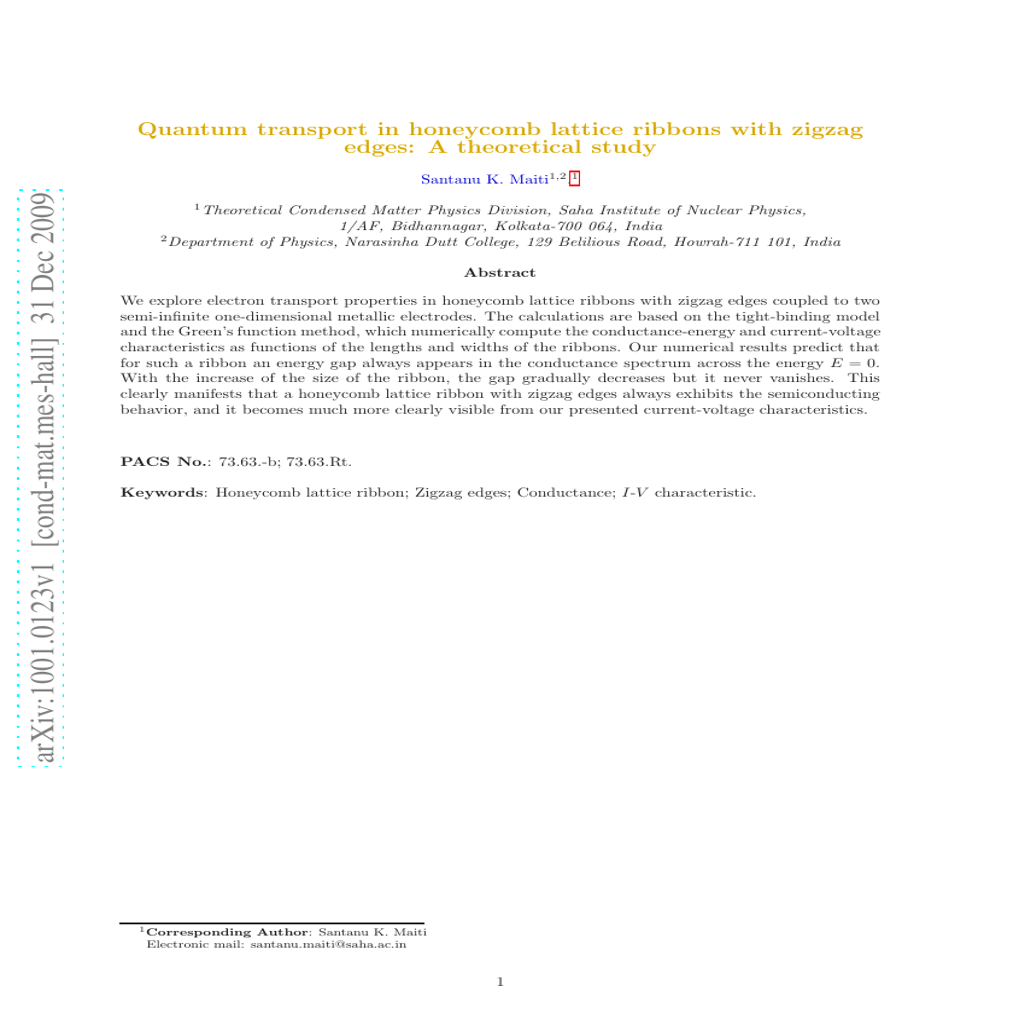 Quantum transport in honeycomb lattice ribbons with zigzag
edges: A theoretical study
Santanu K. Maiti1,2,1
1Theoretical Condensed Matter Physics Division, Saha Institute of Nuclear Physics,
1/AF, Bidhannagar, Kolkata-700 064, India
2Department of Physics, Narasinha Dutt College, 129 Belilious Road, Howrah-711 101, India
Abstract
We explore electron transport properties in honeycomb lattice ribbons with zigzag edges coupled to two
semi-infinite one-dimensional metallic electrodes. The calculations are based on the tight-binding model
and the Green's function method, which numerically compute the conductance-energy and current-voltage
characteristics as functions of the lengths and widths of the ribbons. Our numerical results predict that
for such a ribbon an energy gap always appears in the conductance spectrum across the energy E = 0.
With the increase of the size of the ribbon, the gap gradually decreases but it never vanishes. This
clearly manifests that a honeycomb lattice ribbon with zigzag edges always exhibits the semiconducting
behavior, and it becomes much more clearly visible from our presented current-voltage characteristics.
PACS No.: 73.63.-b; 73.63.Rt.
Keywords: Honeycomb lattice ribbon; Zigzag edges; Conductance; I-V characteristic.
arXiv:1001.0123v1 [cond-mat.mes-hall] 31 Dec 2009
1Corresponding Author: Santanu K. Maiti
Electronic mail: santanu.maiti@saha.ac.in
1